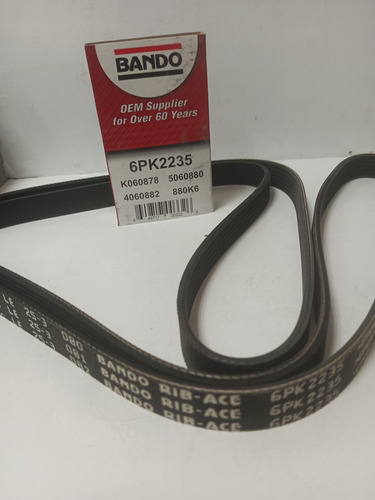 BANDO
OEM Supplier
for Over 60 Years
6PK2235
K060878 5060880
4060882 880K6
BANDO RIB-ACE 6PK2235
BANDO RIB-ACE 6PK2235
BANDO RIB-ACE 6PK2235